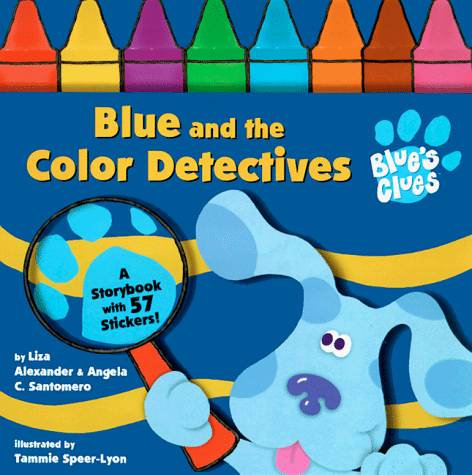 Blue and the
Color Detectives
Blue's
Clues™
A
Storybook
with 57
Stickers!
by Liza
Alexander & Angela
C. Santomero
illustrated by
Tammie Speer-Lyon